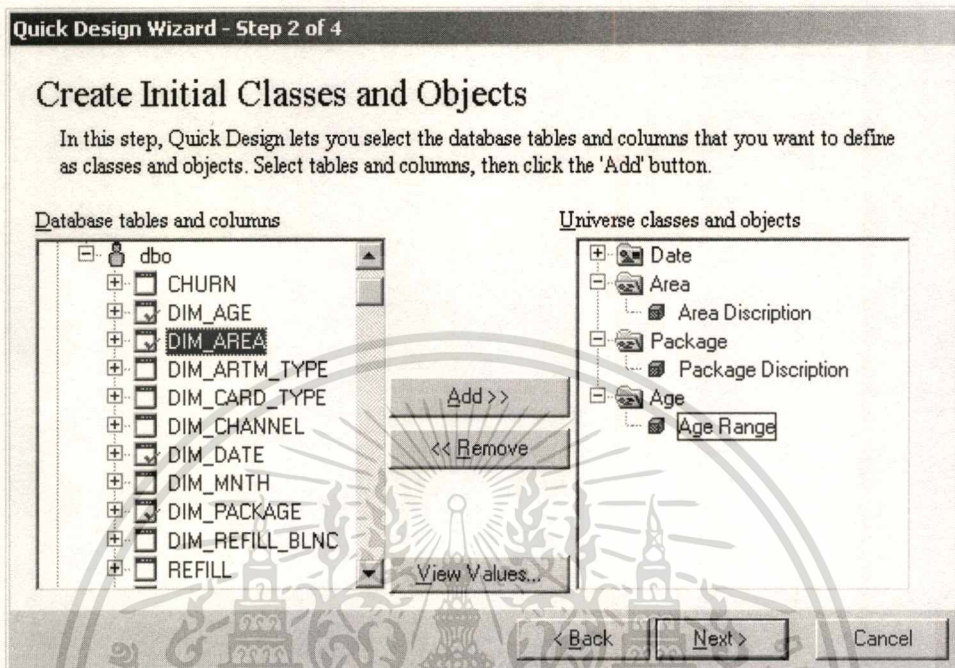 Quick Design Wizard - Step 2 of 4
Create Initial Classes and Objects
In this step, Quick Design lets you select the database tables and columns that you want to define
as classes and objects. Select tables and columns, then click the 'Add' button.
Database tables and columns
dbo
CHURN
DIM_AGE
DIM_AREA
DIM_ARTM_TYPE
DIM_CARD_TYPE
DIM_CHANNEL
DIM_DATE
DIM_MNTH
DIM_PACKAGE
DIM_REFILL_BLNC
REFILL
Add >>
<< Remove
View Values...
Universe classes and objects
Date
Area
Area Discription
Package
Package Discription
Age
Age Range
< Back
Next >
Cancel